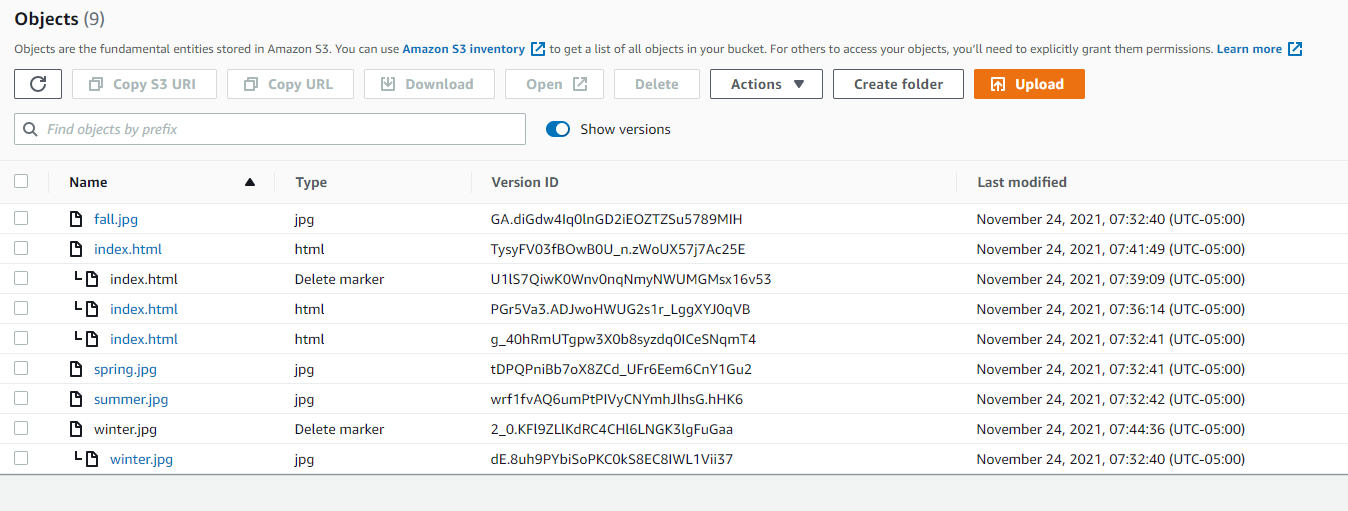 Objects (9)
Objects are the fundamental entities stored in Amazon S3. You can use Amazon S3 inventory to get a list of all objects in your bucket. For others to access your objects, you'll need to explicitly grant them permissions. Learn more
Copy S3 URI Copy URL Download Open Delete Actions Create folder Upload
Find objects by prefix Show versions
Name Type Version ID Last modified
fall.jpg jpg GA.diGdw4Iq0lnGD2iEOZTZSu5789MIH November 24, 2021, 07:32:40 (UTC-05:00)
index.html html TysyFV03fBOwB0U_n.zWoUX57j7Ac25E November 24, 2021, 07:41:49 (UTC-05:00)
index.html Delete marker U1lS7QiwK0Wnv0nqNmyNWUMGMsx16v53 November 24, 2021, 07:39:09 (UTC-05:00)
index.html html PGr5Va3.ADJwoHWUG2s1r_LggXYJ0qVB November 24, 2021, 07:36:14 (UTC-05:00)
index.html html g_40hRmUTgpw3X0b8syzdq0ICeSNqmT4 November 24, 2021, 07:32:41 (UTC-05:00)
spring.jpg jpg tDPQPniBb7oX8ZCd_UFr6Eem6CnY1Gu2 November 24, 2021, 07:32:41 (UTC-05:00)
summer.jpg jpg wrf1fvAQ6umPtPIVyCNYmhJlhsG.hHK6 November 24, 2021, 07:32:42 (UTC-05:00)
winter.jpg Delete marker 2_0.KFl9ZLlKdRC4CHl6LNGK3lgFuGaa November 24, 2021, 07:44:36 (UTC-05:00)
winter.jpg jpg dE.8uh9PYbiSoPKC0kS8EC8IWL1Vii37 November 24, 2021, 07:32:40 (UTC-05:00)